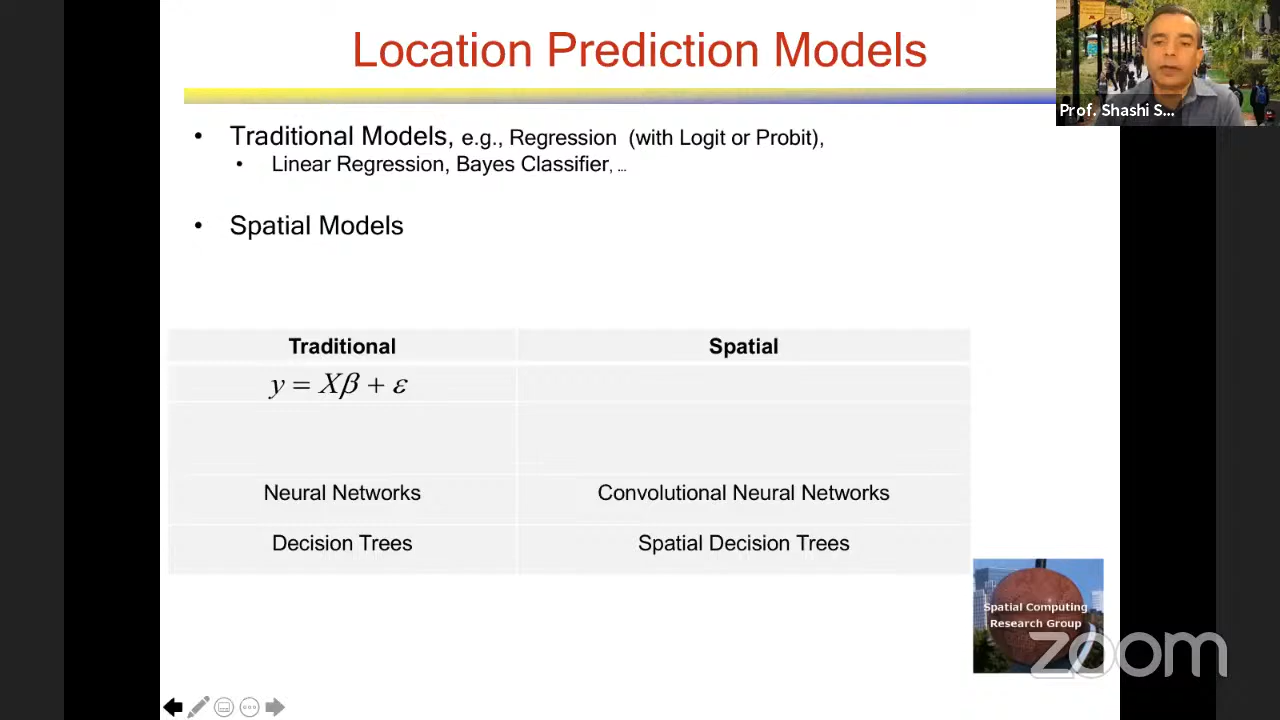 Location Prediction Models
Prof. Shashi S...
• Traditional Models, e.g., Regression (with Logit or Probit),
• Linear Regression, Bayes Classifier, ...
• Spatial Models
Traditional Spatial
y = Xβ + ε
Neural Networks Convolutional Neural Networks
Decision Trees Spatial Decision Trees
Spatial Computing
Research Group
zoom